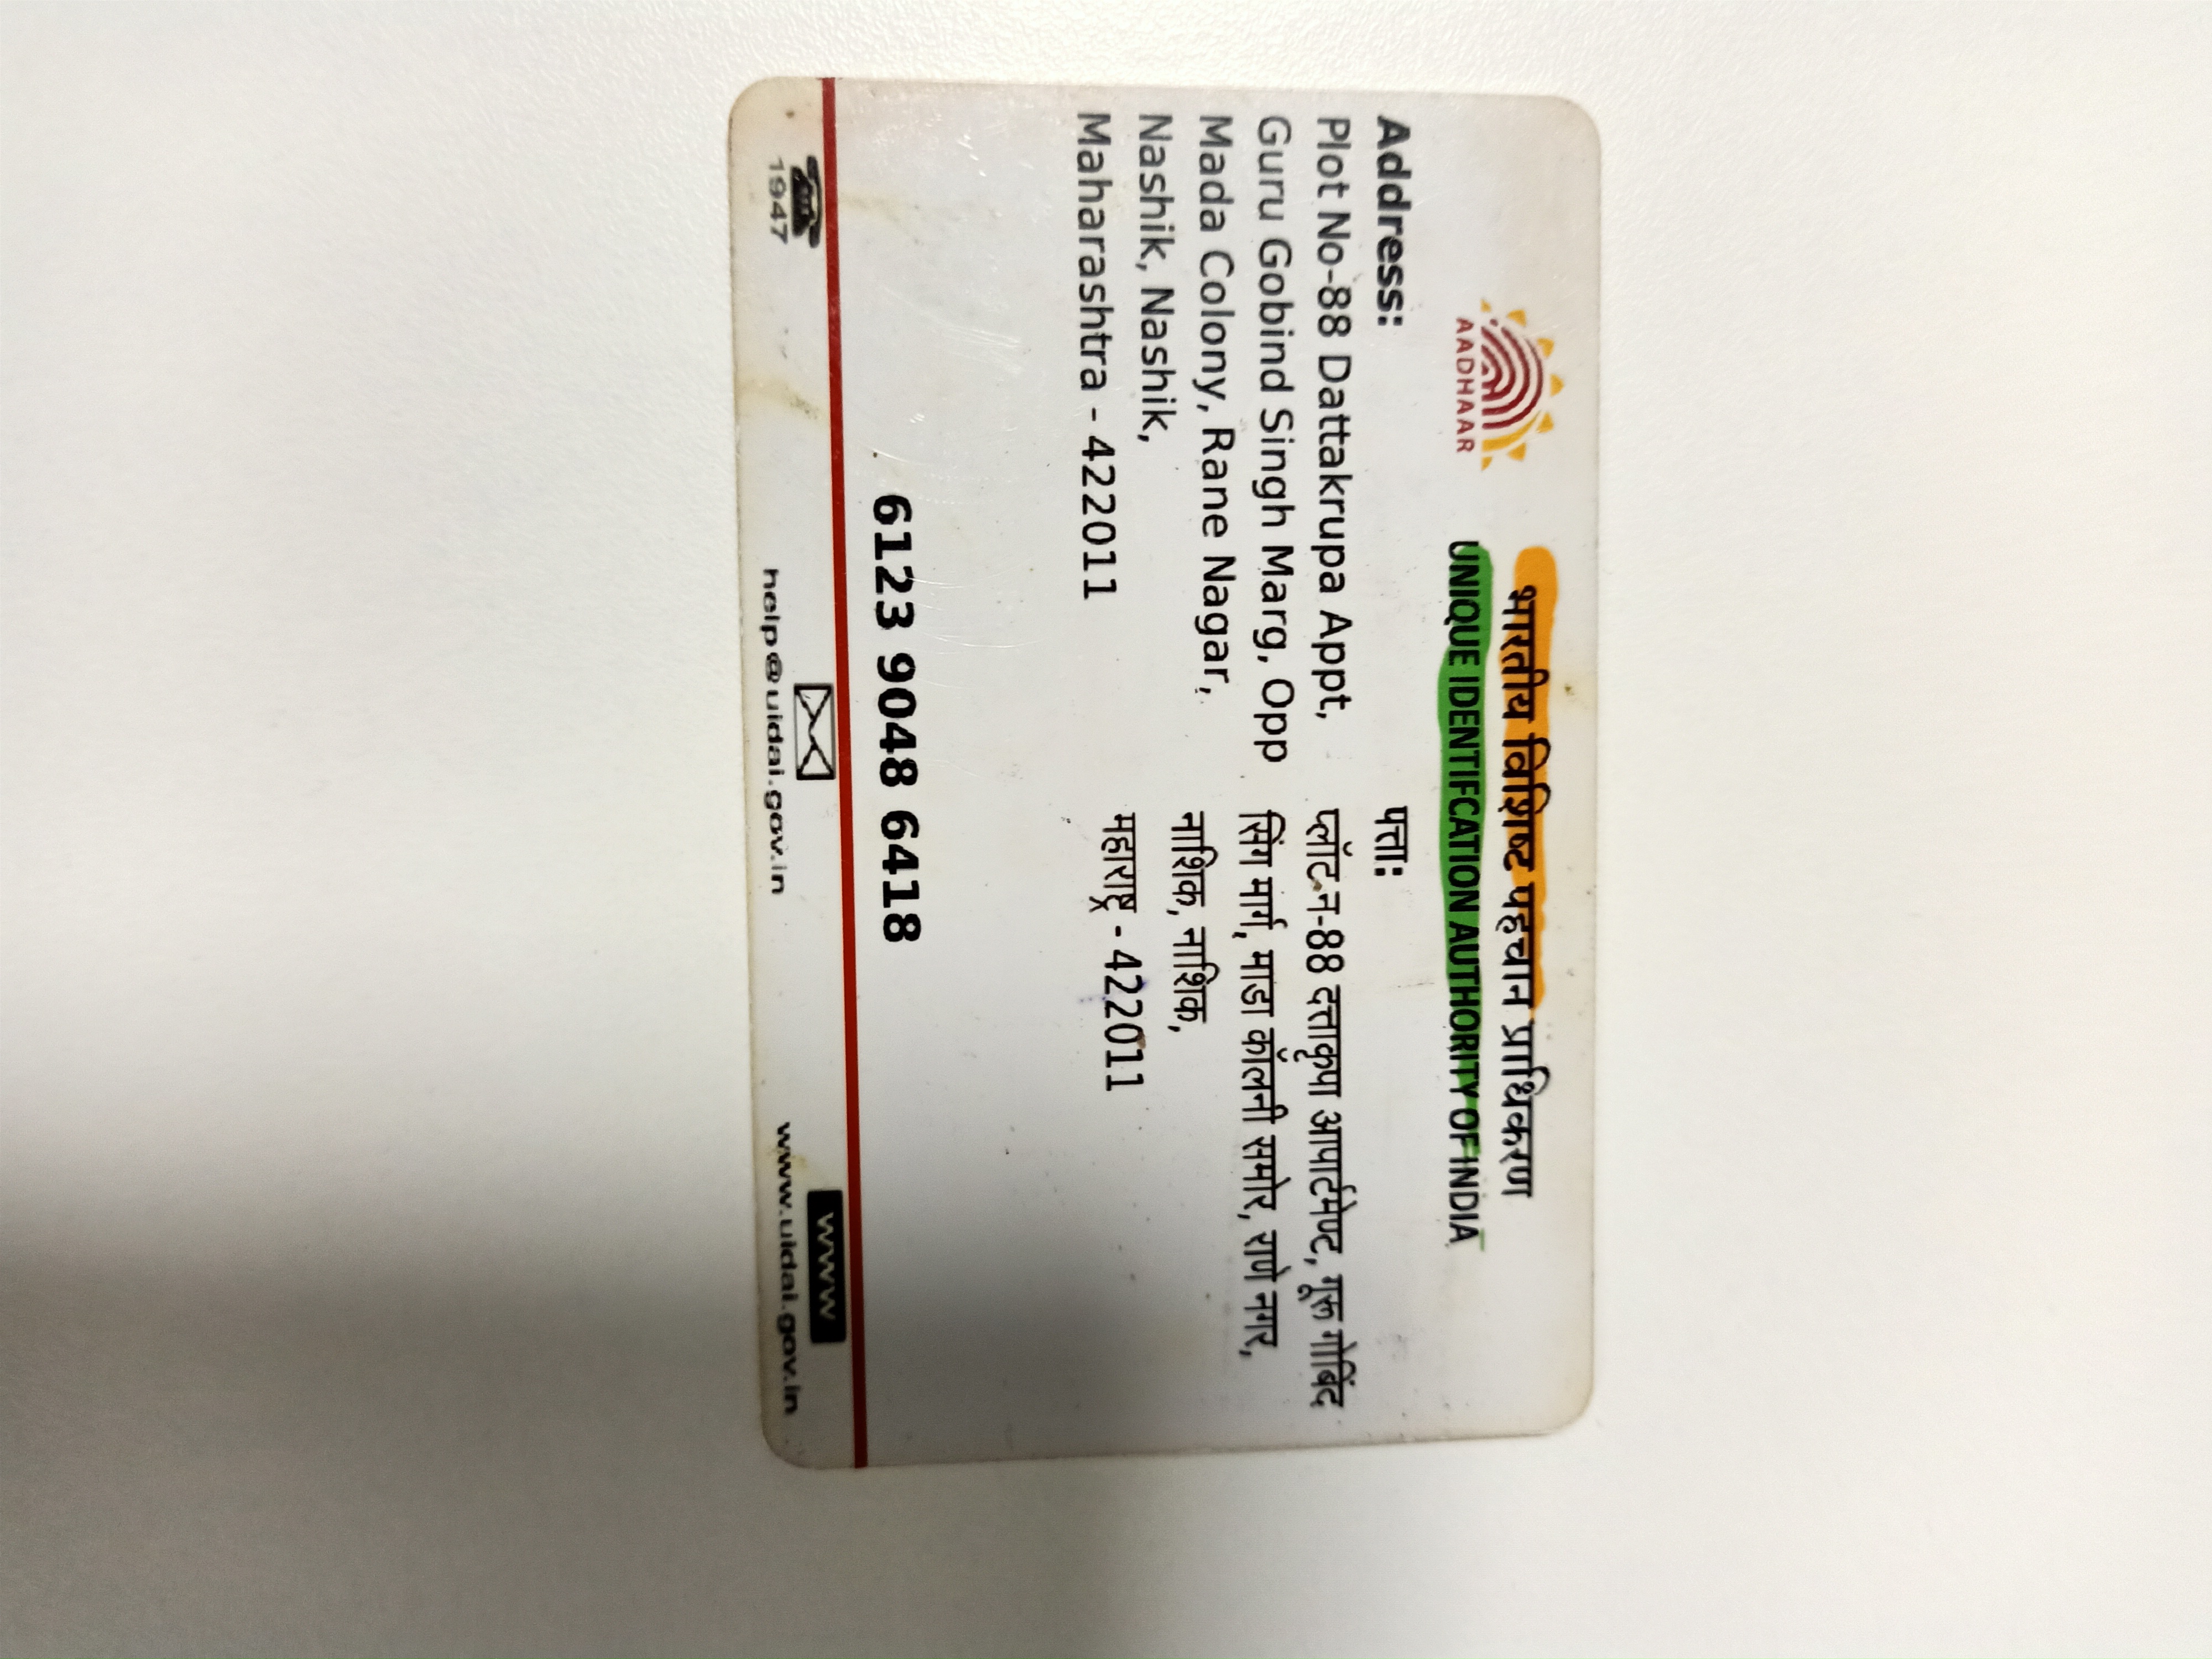 भारतीय विशिष्ट पहचान प्राधिकरण
UNIQUE IDENTIFCATION AUTHORITY OF INDIA
AADHAAR
Address:
Plot No-88 Dattakrupa Appt,
Guru Gobind Singh Marg, Opp
Mada Colony, Rane Nagar,
Nashik, Nashik,
Maharashtra - 422011
पत्ता:
प्लॉट न-88 दत्ताकृपा आपार्टमेण्ट, गूरू गोबिंद
सिंग मार्ग, माडा कॉलनी समोर, राणे नगर,
नाशिक, नाशिक,
महाराष्ट्र - 422011
6123 9048 6418
1947
help@uidai.gov.in
www
www.uidai.gov.in